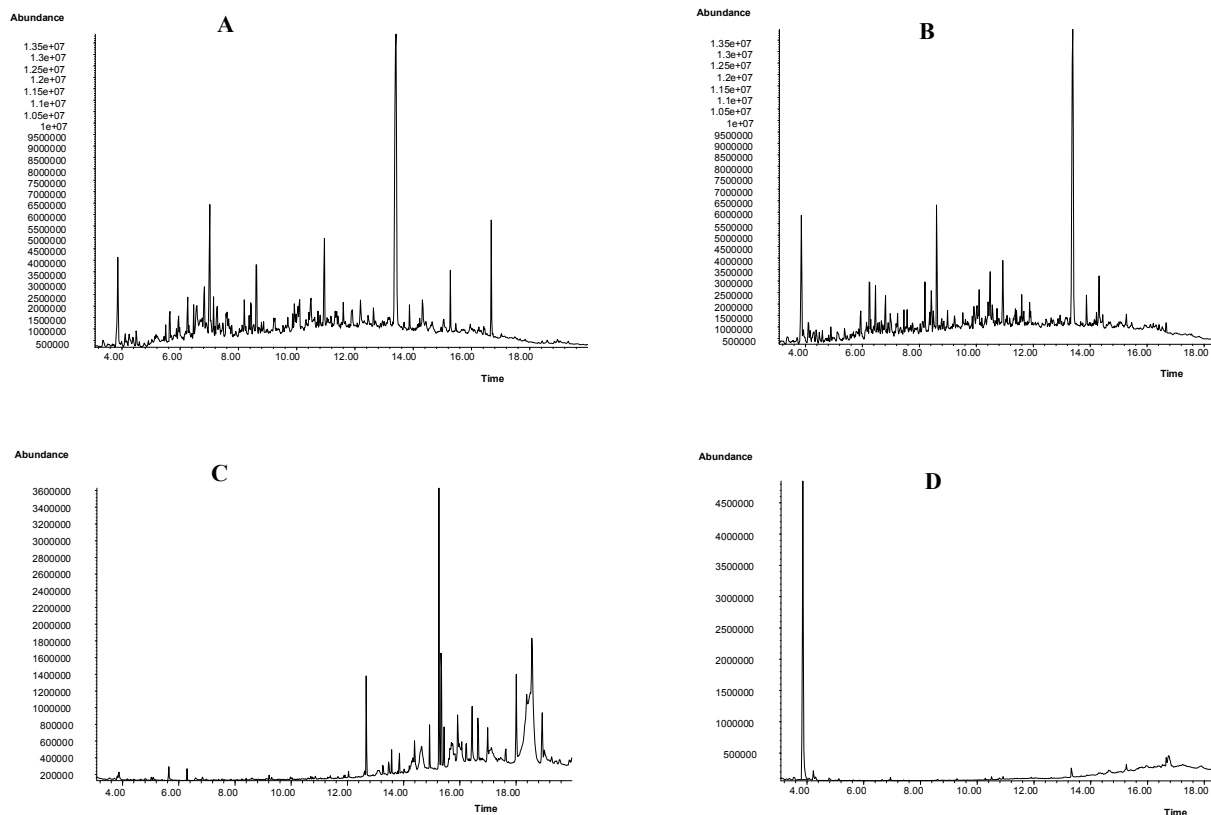 Abundance
A
1.35e+07
1.3e+07
1.25e+07
1.2e+07
1.15e+07
1.1e+07
1.05e+07
1e+07
9500000
9000000
8500000
8000000
7500000
7000000
6500000
6000000
5500000
5000000
4500000
4000000
3500000
3000000
2500000
2000000
1500000
1000000
500000
4.00 6.00 8.00 10.00 12.00 14.00 16.00 18.00
Time
Abundance
B
1.35e+07
1.3e+07
1.25e+07
1.2e+07
1.15e+07
1.1e+07
1.05e+07
1e+07
9500000
9000000
8500000
8000000
7500000
7000000
6500000
6000000
5500000
5000000
4500000
4000000
3500000
3000000
2500000
2000000
1500000
1000000
500000
4.00 6.00 8.00 10.00 12.00 14.00 16.00 18.00
Time
Abundance
C
3600000
3400000
3200000
3000000
2800000
2600000
2400000
2200000
2000000
1800000
1600000
1400000
1200000
1000000
800000
600000
400000
200000
4.00 6.00 8.00 10.00 12.00 14.00 16.00 18.00
Time
Abundance
D
4500000
4000000
3500000
3000000
2500000
2000000
1500000
1000000
500000
4.00 6.00 8.00 10.00 12.00 14.00 16.00 18.00
Time